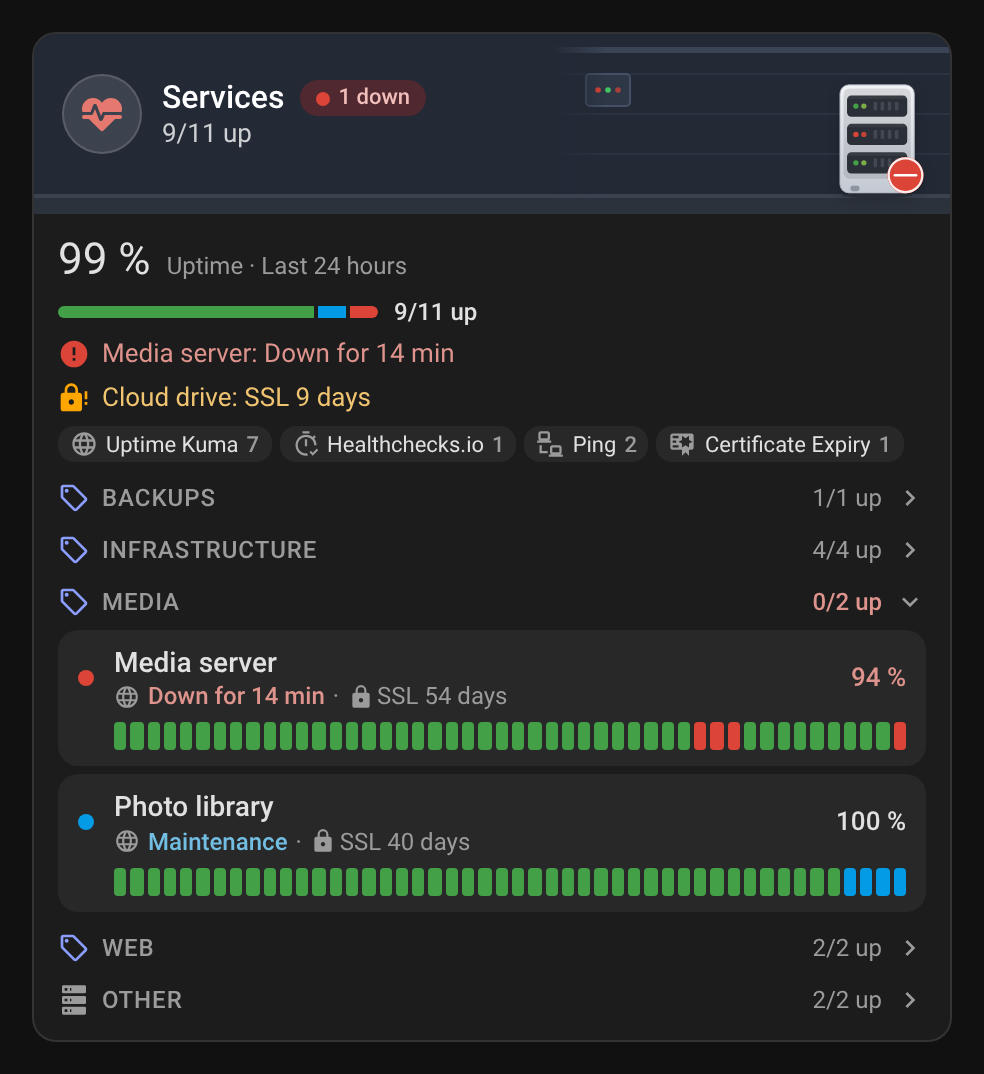 Services 1 down
9/11 up
99 % Uptime · Last 24 hours
9/11 up
Media server: Down for 14 min
Cloud drive: SSL 9 days
Uptime Kuma 7 Healthchecks.io 1 Ping 2 Certificate Expiry 1
BACKUPS 1/1 up
INFRASTRUCTURE 4/4 up
MEDIA 0/2 up
Media server
94 %
Down for 14 min · SSL 54 days
Photo library
100 %
Maintenance · SSL 40 days
WEB 2/2 up
OTHER 2/2 up